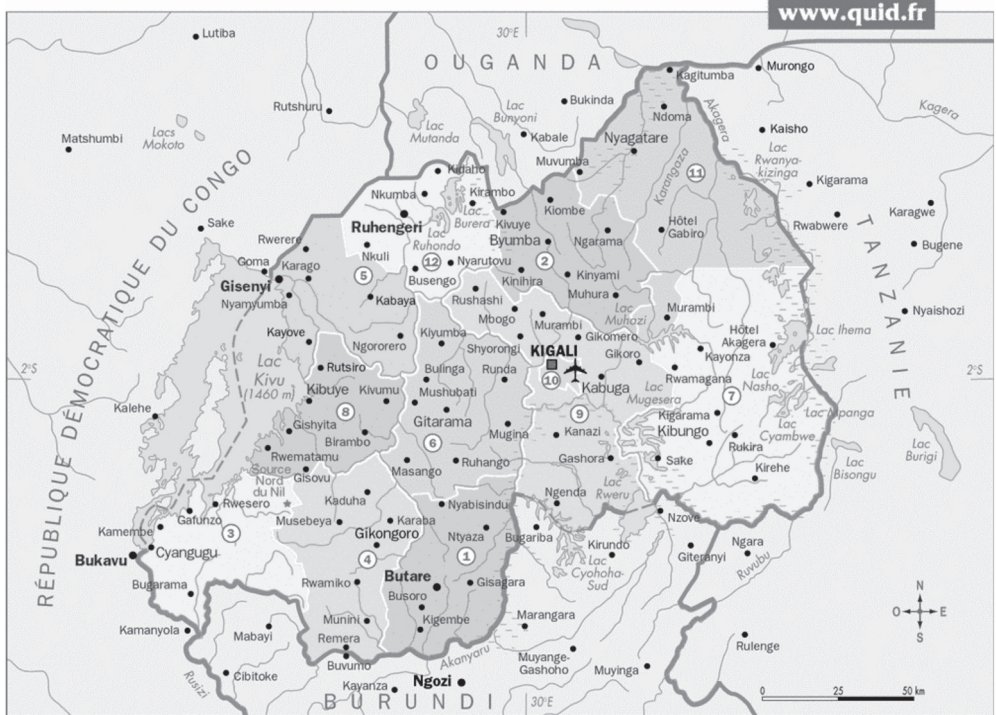 www.quid.fr
30°E
Lutiba
OUGANDA
Kagitumba
Murongo
Rutshuru
Bukinda
Ndoma
Akagera
Kagera
Lacs
Mokoto
Lac
Mutanda
Lac
Bunyoni
Kabale
Nyagatare
Kaisho
Matshumbi
Muvumba
Karangaza
Lac
Rwanya-
kizinga
11
Kigarama
RÉPUBLIQUE DÉMOCRATIQUE DU CONGO
Nkumba
Kirambo
Kiombe
Karagwe
Sake
Ruhengeri
Lac
Burera
Kivuye
Hôtel
Gabiro
Rwabwere
TANZANIE
Rwerere
Nkuli
Lac
Ruhondo
Byumba
Ngarama
Bugene
Goma
Karago
5
12
Nyarutovu
2
Busengo
Kinihira
Kinyami
Gisenyi
Nyamyumba
Kabaya
Rushashi
Muhura
Mbogo
Murambi
Lac
Muhazi
Murambi
Nyaishozi
Kayove
Ngororero
Kiyumba
Shyorongi
Gikomero
Hôtel
Akagera
Lac Ihema
KIGALI
Gikoro
Kayonza
2°S
Lac
Kivu
(1460 m)
Rutsiro
Bulinga
Runda
10
Kabuga
Rwamagana
Lac
Nasho
2°S
Kibuye
Kivumu
Mushubati
Lac
Mugesera
7
Kalehe
8
Gitarama
9
Kigarama
Gishyita
Birambo
6
Mugina
Kanazi
Kibungo
Lac
Cyambwe
Rukira
Lac
Burigi
Rwematamu
Masango
Ruhango
Gashora
Sake
Kirehe
Lac
Bisongu
Source
Nord
du Nil
Gisovu
Lac
Rweru
Rwesero
Kaduha
Nyabisindu
Ngenda
Gafunzo
Musebeya
Karaba
Nzove
Kamembe
3
Gikongoro
Ntyaza
Bugariba
Kirundo
Giteranyi
Ngara
Bukavu
Cyangugu
4
1
Lac
Cyohoha-
Sud
Ruvubu
Bugarama
Rwamiko
Butare
Gisagara
Busoro
N
O
E
S
Kamanyola
Mabayi
Munini
Kigembe
Marangara
Remera
Rulenge
Buvumo
Akanyaru
Muyange-
Gashoho
Muyinga
Rusizi
Cibitoke
Kayanza
Ngozi
BURUNDI
30°E
0
25
50 km